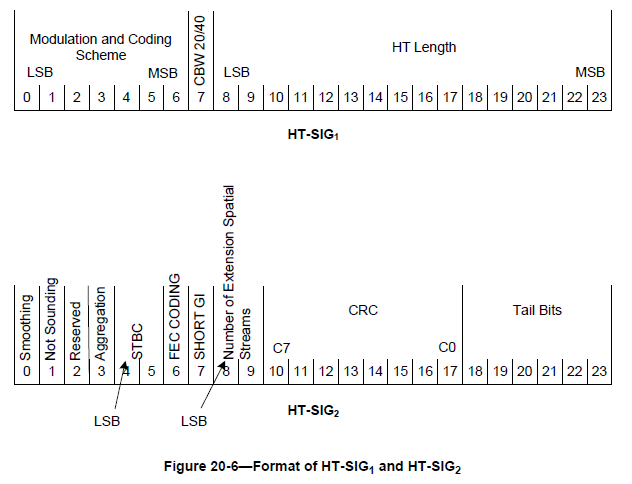 Modulation and Coding
Scheme
CBW 20/40
HT Length
LSB MSB LSB MSB
0 1 2 3 4 5 6 7 8 9 10 11 12 13 14 15 16 17 18 19 20 21 22 23
HT-SIG1
Smoothing
Not Sounding
Reserved
Aggregation
STBC
FEC CODING
SHORT GI
Number of Extension Spatial
Streams
CRC
Tail Bits
C7 C0
0 1 2 3 4 5 6 7 8 9 10 11 12 13 14 15 16 17 18 19 20 21 22 23
HT-SIG2
LSB LSB
Figure 20-6—Format of HT-SIG1 and HT-SIG2